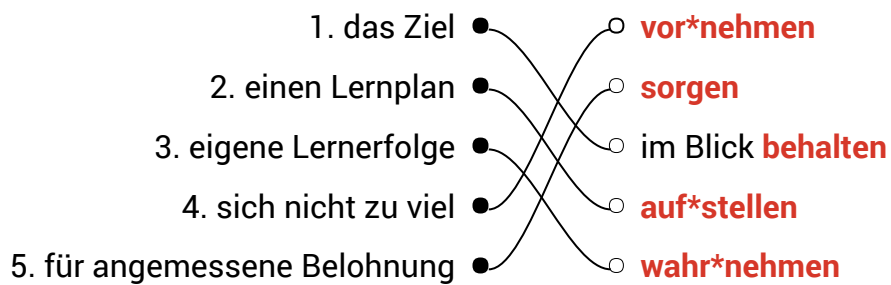 1. das Ziel vor*nehmen
2. einen Lernplan sorgen
3. eigene Lernerfolge im Blick behalten
4. sich nicht zu viel auf*stellen
5. für angemessene Belohnung wahr*nehmen